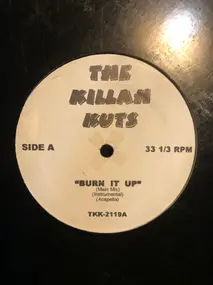 THE
KILLAH
KUTS
SIDE A 33 1/3 RPM
"BURN IT UP"
(Main Mix)
(Instrumental)
(Acapella)
TKK-2119A